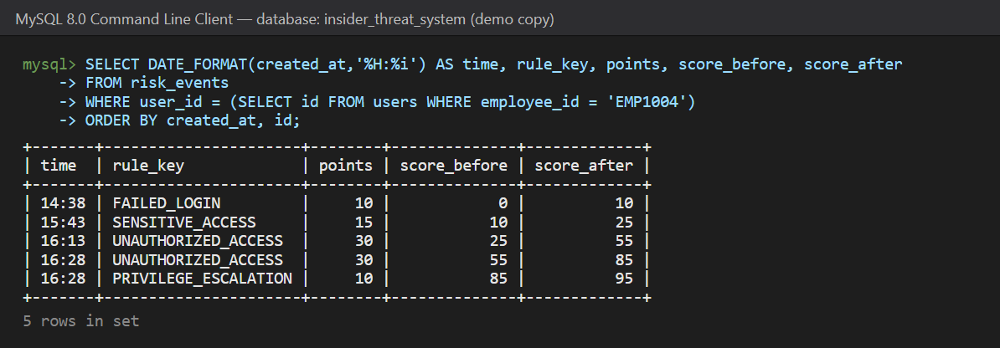 MySQL 8.0 Command Line Client — database: insider_threat_system (demo copy)
mysql> SELECT DATE_FORMAT(created_at,'%H:%i') AS time, rule_key, points, score_before, score_after
    -> FROM risk_events
    -> WHERE user_id = (SELECT id FROM users WHERE employee_id = 'EMP1004')
    -> ORDER BY created_at, id;
+-------+----------------------+--------+--------------+-------------+
| time  | rule_key             | points | score_before | score_after |
+-------+----------------------+--------+--------------+-------------+
| 14:38 | FAILED_LOGIN         |     10 |            0 |          10 |
| 15:43 | SENSITIVE_ACCESS     |     15 |           10 |          25 |
| 16:13 | UNAUTHORIZED_ACCESS  |     30 |           25 |          55 |
| 16:28 | UNAUTHORIZED_ACCESS  |     30 |           55 |          85 |
| 16:28 | PRIVILEGE_ESCALATION |     10 |           85 |          95 |
+-------+----------------------+--------+--------------+-------------+
5 rows in set